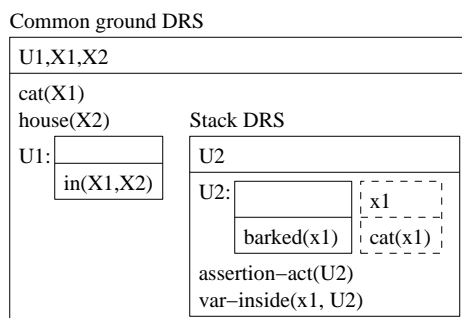 Common ground DRS
U1,X1,X2
cat(X1)
house(X2)
U1:
in(X1,X2)
Stack DRS
U2
U2:
barked(x1)
x1
cat(x1)
assertion−act(U2)
var−inside(x1, U2)